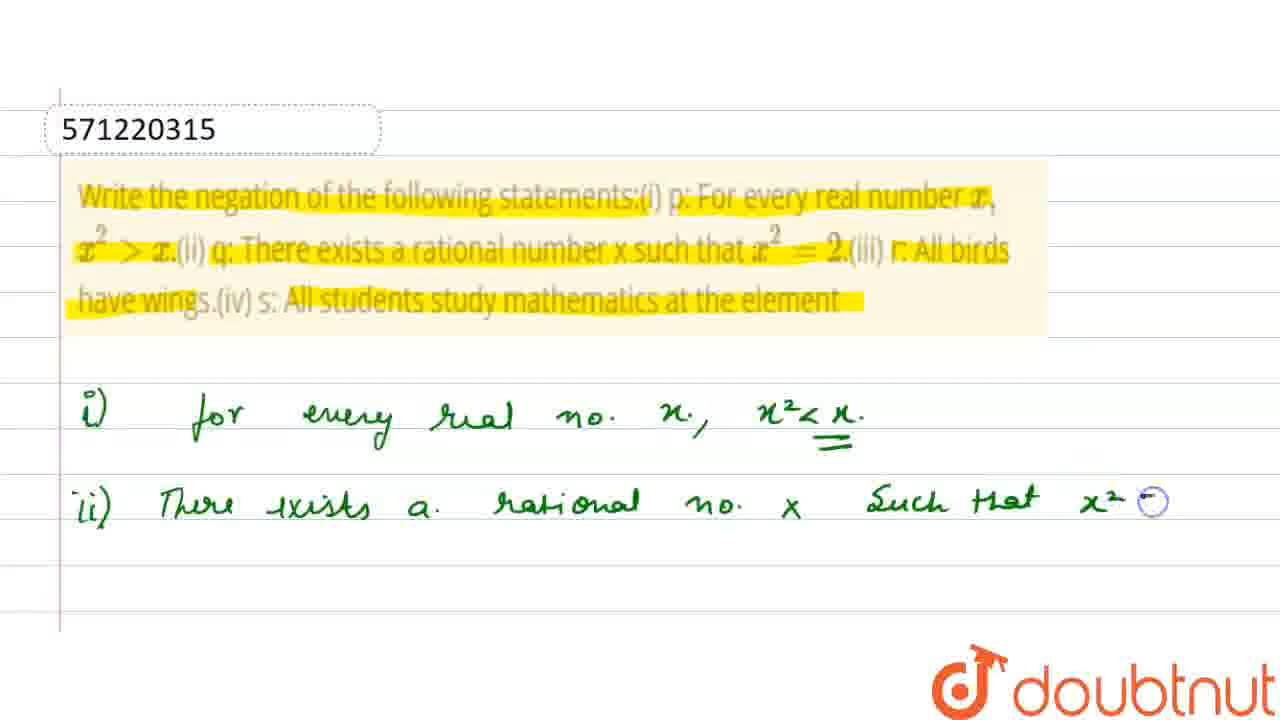 571220315
Write the negation of the following statements:(i) p: For every real number x,
x² > x.(ii) q: There exists a rational number x such that x² = 2.(iii) r: All birds
have wings.(iv) s: All students study mathematics at the element
i) for every real no. x., x² < x.
ii) There exists a. rational no. x Such that x²
doubtnut